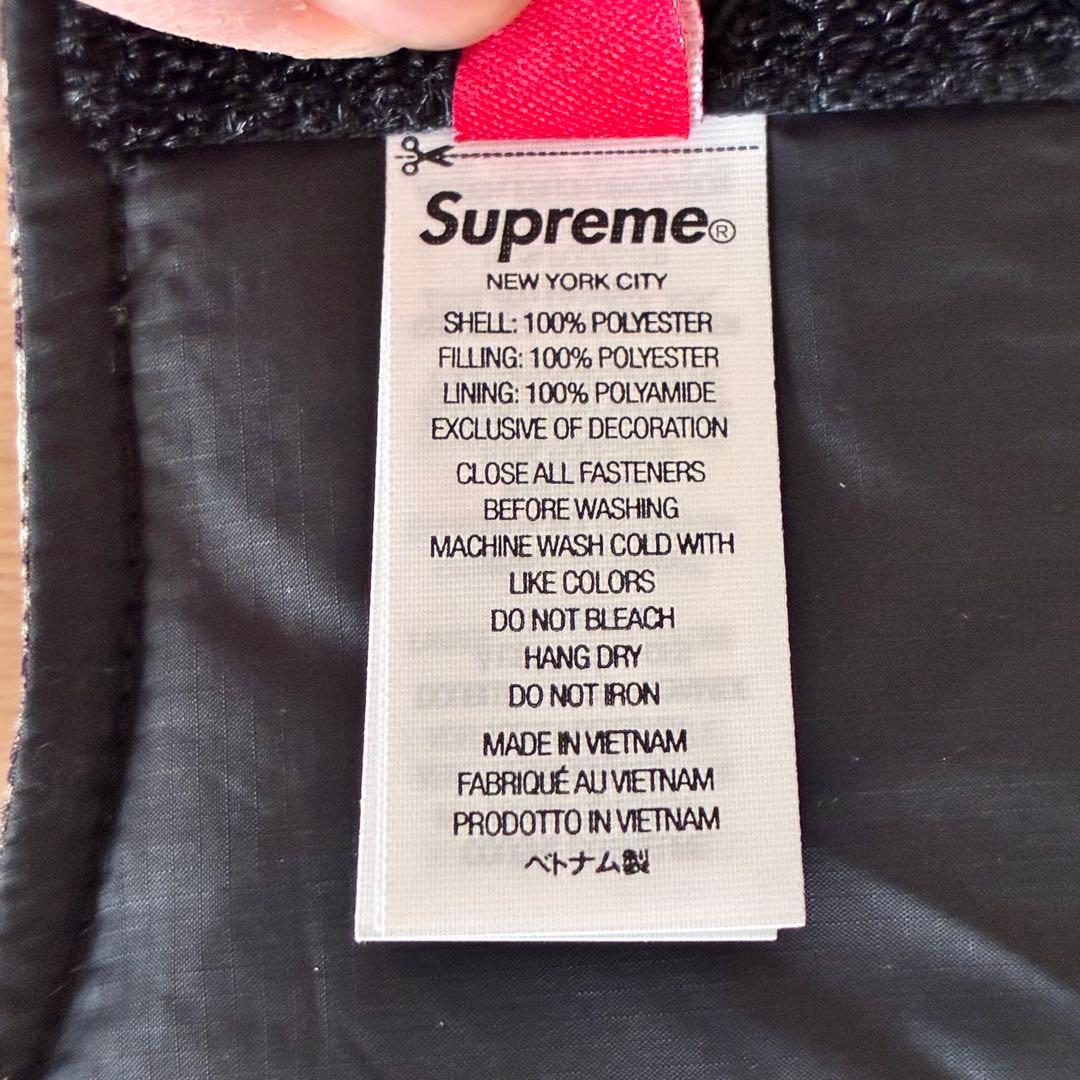 Supreme®
NEW YORK CITY
SHELL: 100% POLYESTER
FILLING: 100% POLYESTER
LINING: 100% POLYAMIDE
EXCLUSIVE OF DECORATION
CLOSE ALL FASTENERS
BEFORE WASHING
MACHINE WASH COLD WITH
LIKE COLORS
DO NOT BLEACH
HANG DRY
DO NOT IRON
MADE IN VIETNAM
FABRIQUÉ AU VIETNAM
PRODOTTO IN VIETNAM
ベトナム製